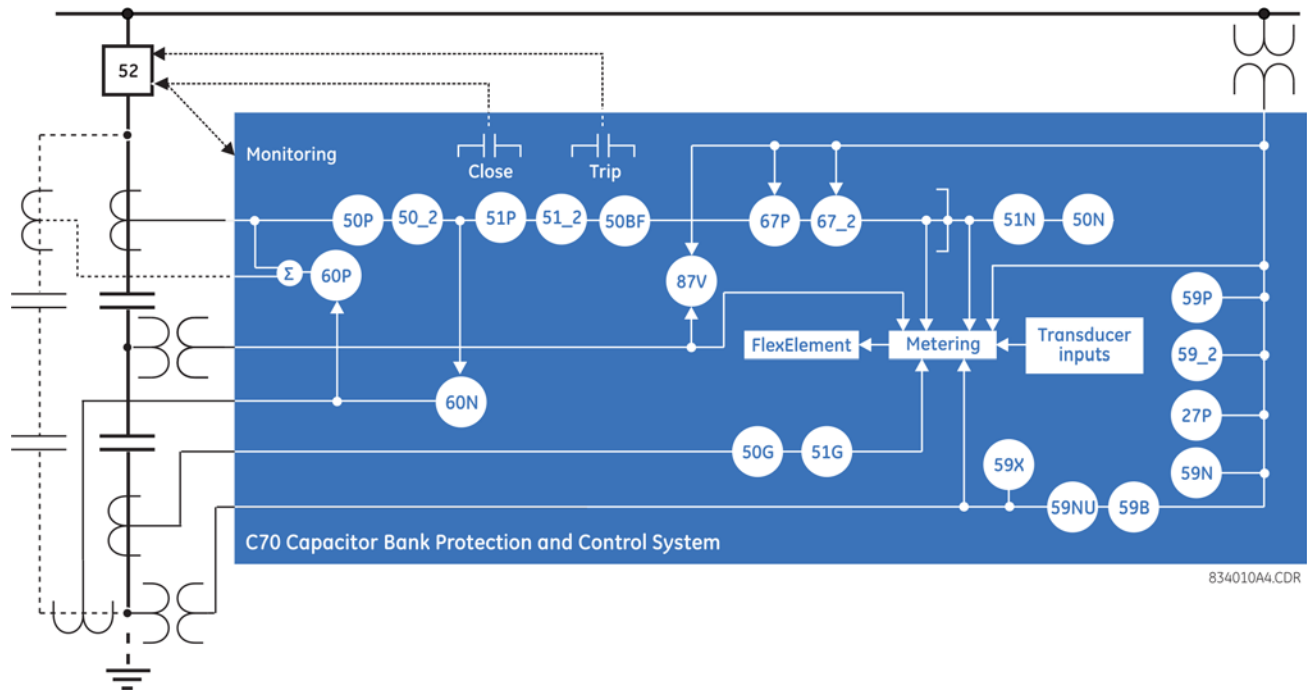 52
Monitoring
Close
Trip
50P
50_2
51P
51_2
50BF
67P
67_2
51N
50N
Σ
60P
87V
59P
FlexElement
Metering
Transducer
inputs
59_2
60N
27P
50G
51G
59X
59N
59NU
59B
C70 Capacitor Bank Protection and Control System
834010A4.CDR